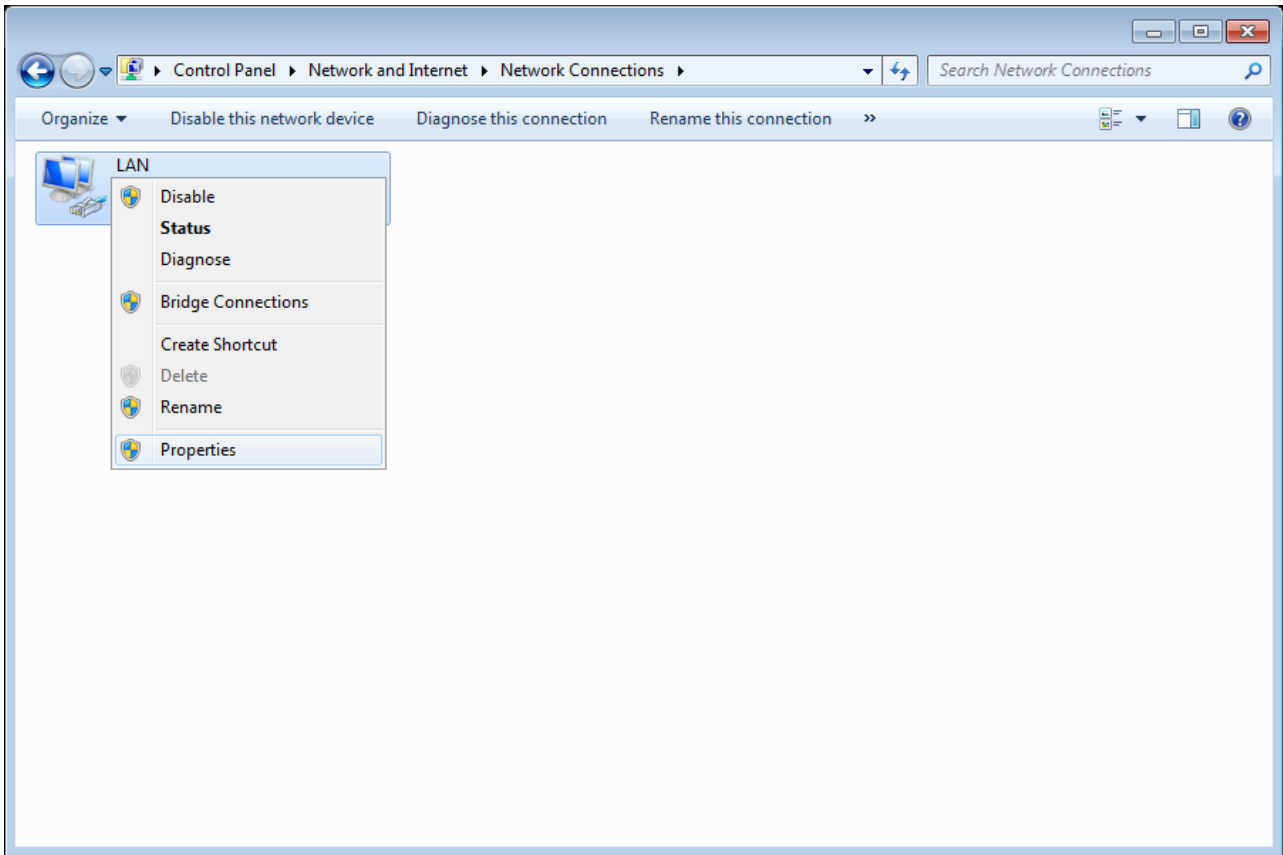 Control Panel Network and Internet Network Connections Search Network Connections
Organize Disable this network device Diagnose this connection Rename this connection »
LAN
Disable
Status
Diagnose
Bridge Connections
Create Shortcut
Delete
Rename
Properties